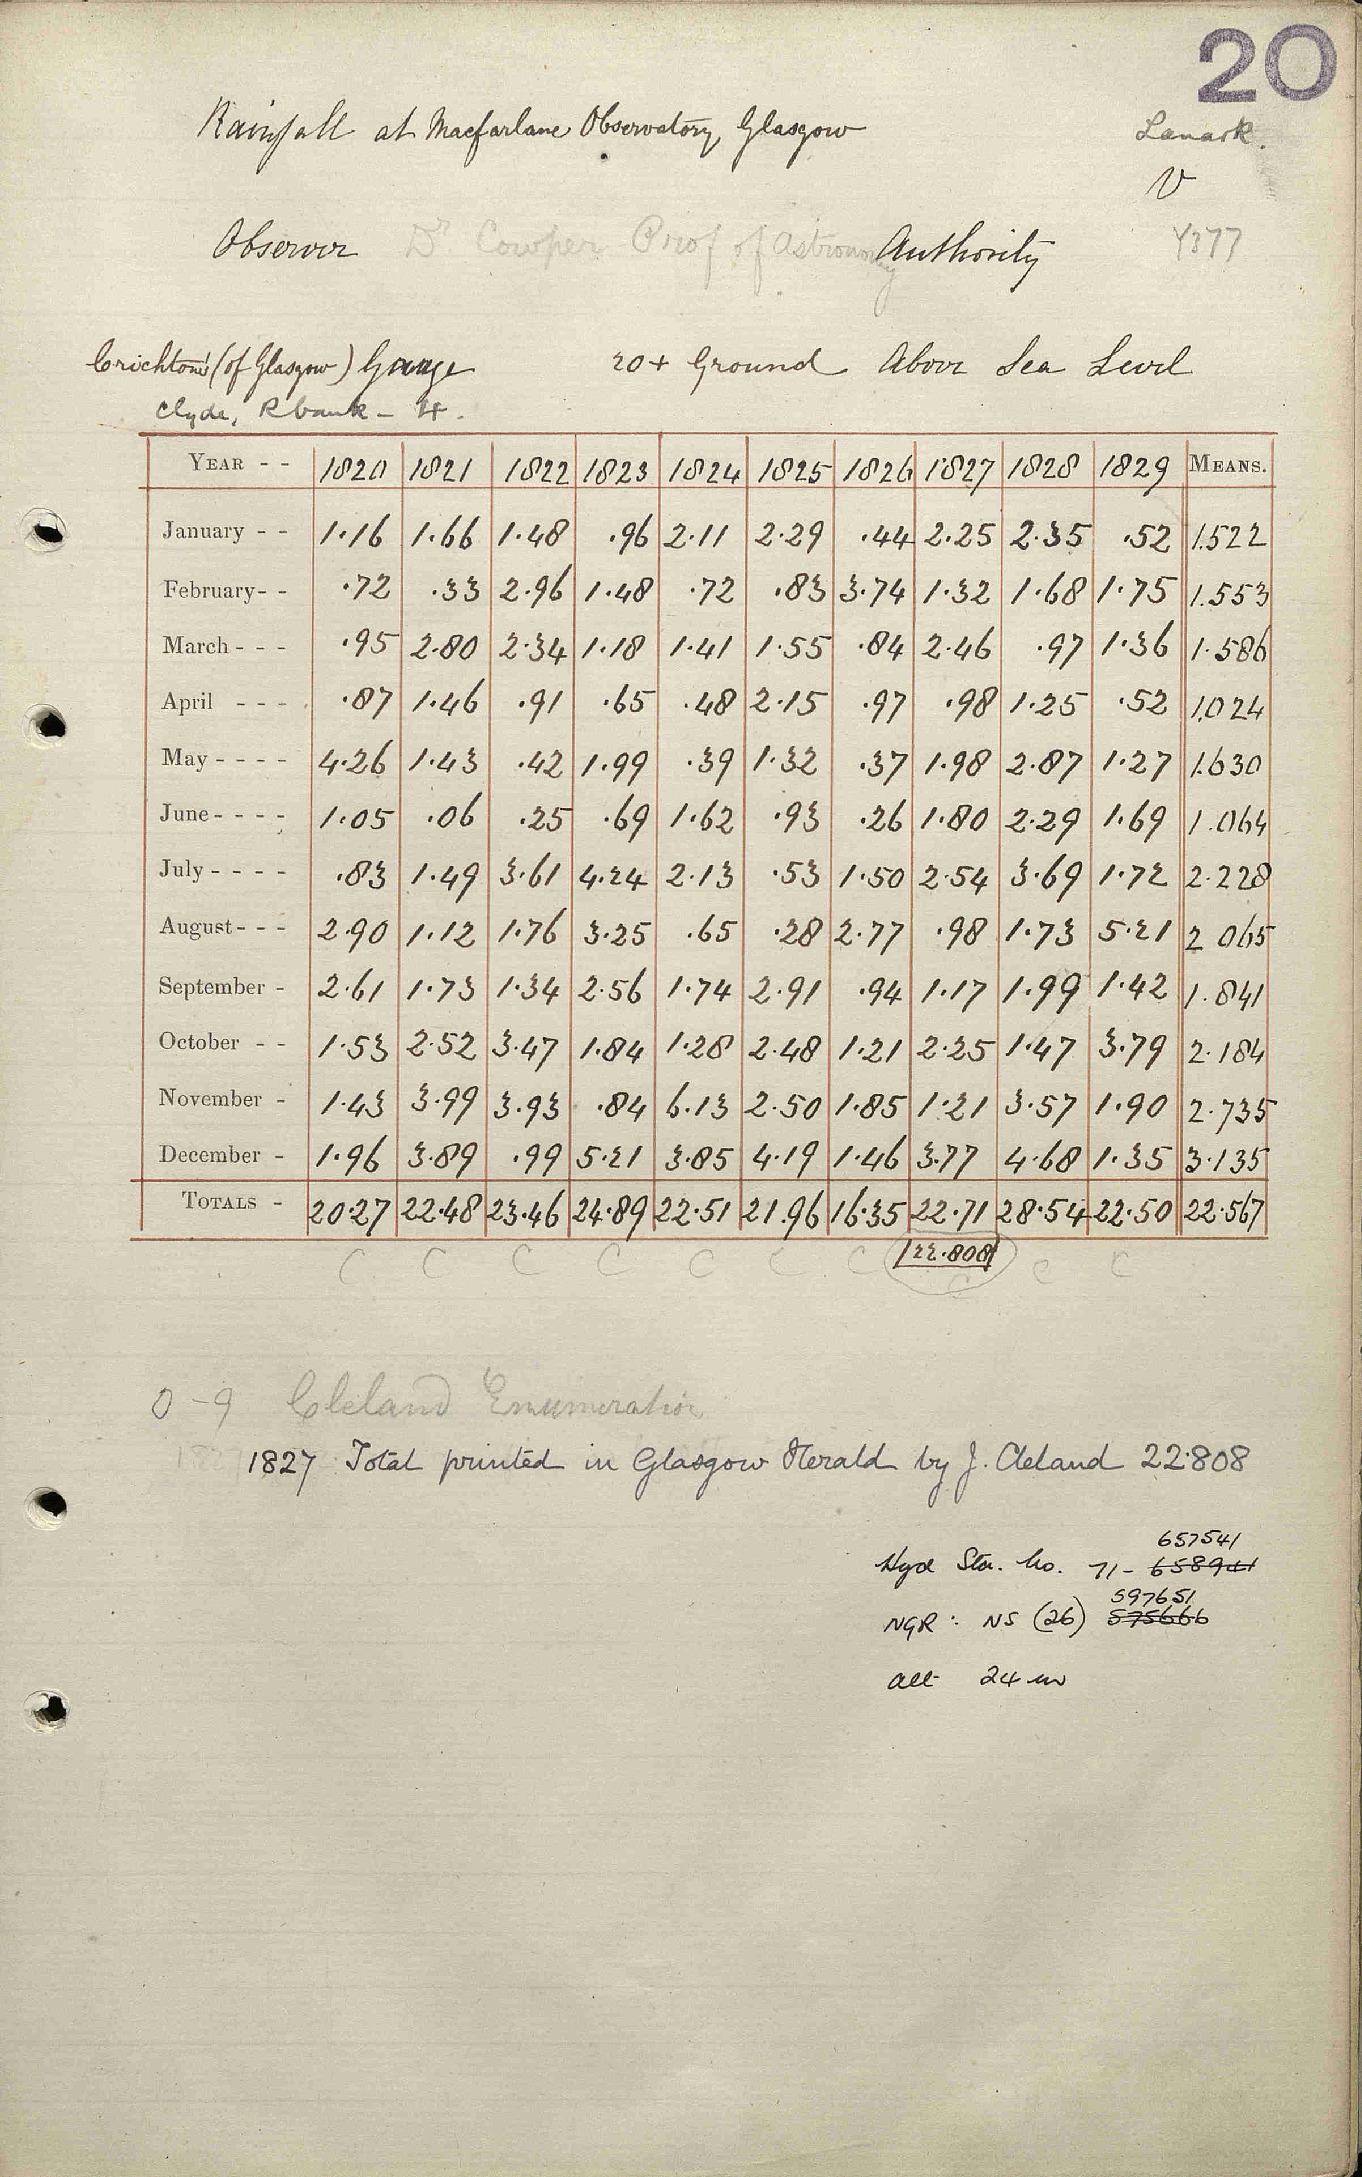 20
Rainfall at Macfarlane Observatory, Glasgow
Lanark.
V
Observer Dr. Cowper Prof of Astronomy Authority 4377
Crichton's (of Glasgow) Gauge 20+ Ground Above Sea Level
Clyde, Rbank - 4.
YEAR - - 1820 1821 1822 1823 1824 1825 1826 1827 1828 1829 MEANS.
January - - 1.16 1.66 1.48 .96 2.11 2.29 .44 2.25 2.35 .52 1.522
February - - .72 .33 2.96 1.48 .72 .83 3.74 1.32 1.68 1.75 1.553
March - - - .95 2.80 2.34 1.18 1.41 1.55 .84 2.46 .97 1.36 1.586
April - - - .87 1.46 .91 .65 .48 2.15 .97 .98 1.25 .52 1.024
May - - - - 4.26 1.43 .42 1.99 .39 1.32 .37 1.98 2.87 1.27 1.630
June - - - - 1.05 .06 .25 .69 1.62 .93 .26 1.80 2.29 1.69 1.064
July - - - - .83 1.49 3.61 4.24 2.13 .53 1.50 2.54 3.69 1.72 2.228
August - - - 2.90 1.12 1.76 3.25 .65 .28 2.77 .98 1.73 5.21 2.065
September - 2.61 1.73 1.34 2.56 1.74 2.91 .94 1.17 1.99 1.42 1.841
October - - 1.53 2.52 3.47 1.84 1.28 2.48 1.21 2.25 1.47 3.79 2.184
November - 1.43 3.99 3.93 .84 6.13 2.50 1.85 1.21 3.57 1.90 2.735
December - 1.96 3.89 .99 5.21 3.85 4.19 1.46 3.77 4.68 1.35 3.135
TOTALS - 20.27 22.48 23.46 24.89 22.51 21.96 16.35 22.71 28.54 22.50 22.567
22.808
C C C C C C C C C C
0-9 Cleland Enumeration
1827 Total printed in Glasgow Herald by J. Cleland 22.808
657541
Hyd Sta. No. 71- 658941
597651
NGR : NS (26) 575666
alt 24 m